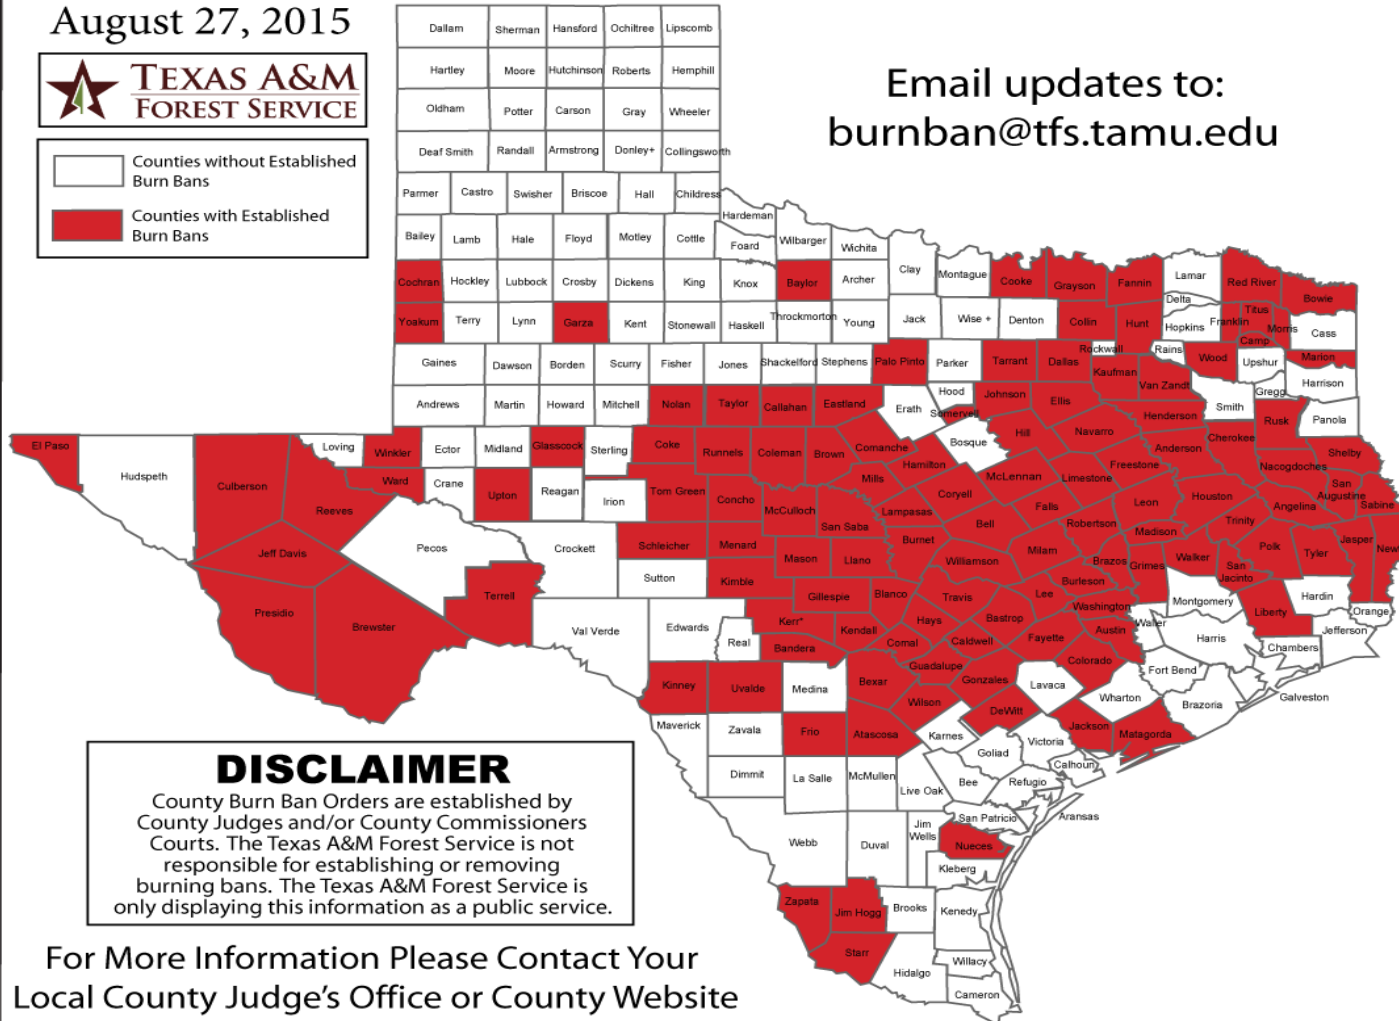 August 27, 2015
TEXAS A&M
FOREST SERVICE
Counties without Established
Burn Bans
Counties with Established
Burn Bans
Email updates to:
burnban@tfs.tamu.edu
Dallam Sherman Hansford Ochiltree Lipscomb
Hartley Moore Hutchinson Roberts Hemphill
Oldham Potter Carson Gray Wheeler
Deaf Smith Randall Armstrong Donley+ Collingsworth
Parmer Castro Swisher Briscoe Hall Childress
Hardeman
Bailey Lamb Hale Floyd Motley Cottle Foard Wilbarger Wichita
Clay Montague Cooke Grayson Fannin Lamar Red River Bowie
Cochran Hockley Lubbock Crosby Dickens King Knox Baylor Archer
Delta Titus
Yoakum Terry Lynn Garza Kent Stonewall Haskell Throckmorton Young Jack Wise + Denton Collin Hunt Hopkins Franklin Morris Cass
Camp
Gaines Dawson Borden Scurry Fisher Jones Shackelford Stephens Palo Pinto Parker Tarrant Dallas Rockwall Kaufman Rains Wood Upshur Marion
Van Zandt Gregg Harrison
Andrews Martin Howard Mitchell Nolan Taylor Callahan Eastland Erath Hood Somervell Johnson Ellis Henderson Smith Rusk Panola
El Paso Hudspeth Culberson Reeves Loving Winkler Ector Midland Glasscock Sterling Coke Runnels Coleman Brown Comanche Bosque Hill Navarro Anderson Cherokee Nacogdoches Shelby
Ward Crane Upton Reagan Irion Tom Green Concho McCulloch San Saba Mills Hamilton Coryell McLennan Limestone Freestone Leon Houston Angelina San
Augustine
Sabine
Jeff Davis Pecos Crockett Schleicher Menard Mason Llano Lampasas Burnet Bell Falls Robertson Madison Trinity Polk Tyler Jasper Newt
Williamson Milam Brazos Grimes Walker San
Jacinto
Presidio Brewster Terrell Sutton Kimble Gillespie Blanco Travis Lee Burleson Washington Montgomery Liberty Hardin Orange
Val Verde Edwards Real Kerr* Kendall Bandera Comal Hays Caldwell Bastrop Fayette Austin Waller Harris Jefferson Chambers
Kinney Uvalde Medina Bexar Guadalupe Gonzales Lavaca Colorado Wharton Fort Bend Brazoria Galveston
Wilson
Maverick Zavala Frio Atascosa Karnes DeWitt Victoria Jackson Matagorda
Goliad Calhoun
Dimmit La Salle McMullen Live Oak Bee Refugio
San Patricio Aransas
Webb Duval Jim
Wells
Nueces
Kleberg
Zapata Jim Hogg Brooks Kenedy
Starr Hidalgo Willacy
Cameron
DISCLAIMER
County Burn Ban Orders are established by
County Judges and/or County Commissioners
Courts. The Texas A&M Forest Service is not
responsible for establishing or removing
burning bans. The Texas A&M Forest Service is
only displaying this information as a public service.
For More Information Please Contact Your
Local County Judge's Office or County Website